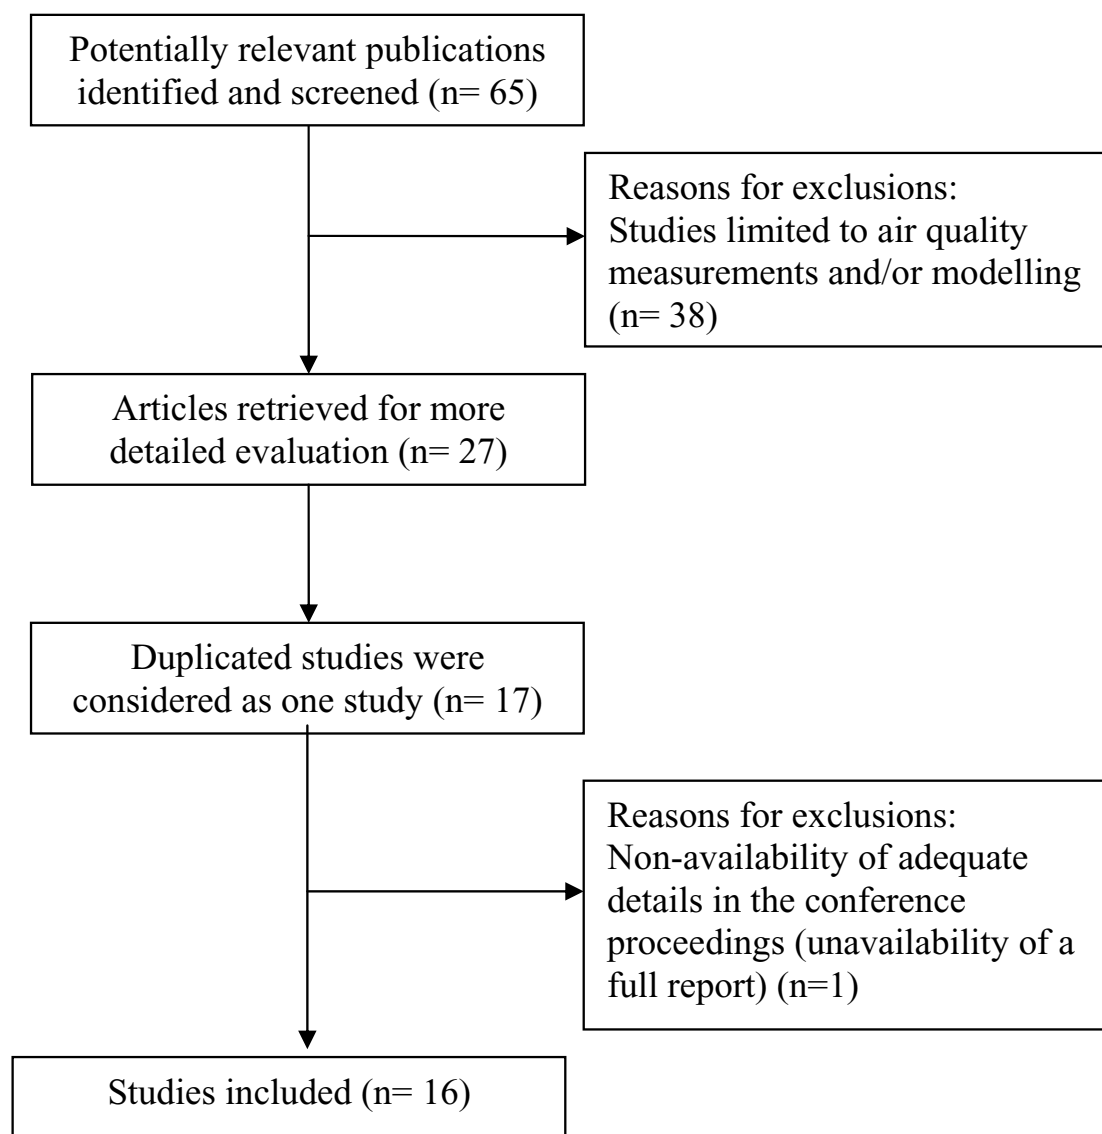 Potentially relevant publications
identified and screened (n= 65)
Reasons for exclusions:
Studies limited to air quality
measurements and/or modelling
(n= 38)
Articles retrieved for more
detailed evaluation (n= 27)
Duplicated studies were
considered as one study (n= 17)
Reasons for exclusions:
Non-availability of adequate
details in the conference
proceedings (unavailability of a
full report) (n=1)
Studies included (n= 16)